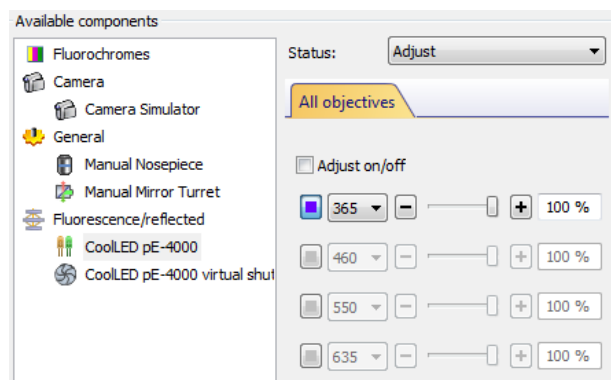 Available components
Fluorochromes
Camera
Camera Simulator
General
Manual Nosepiece
Manual Mirror Turret
Fluorescence/reflected
CoolLED pE-4000
CoolLED pE-4000 virtual shut
Status: Adjust
All objectives
Adjust on/off
365 100 %
460 100 %
550 100 %
635 100 %